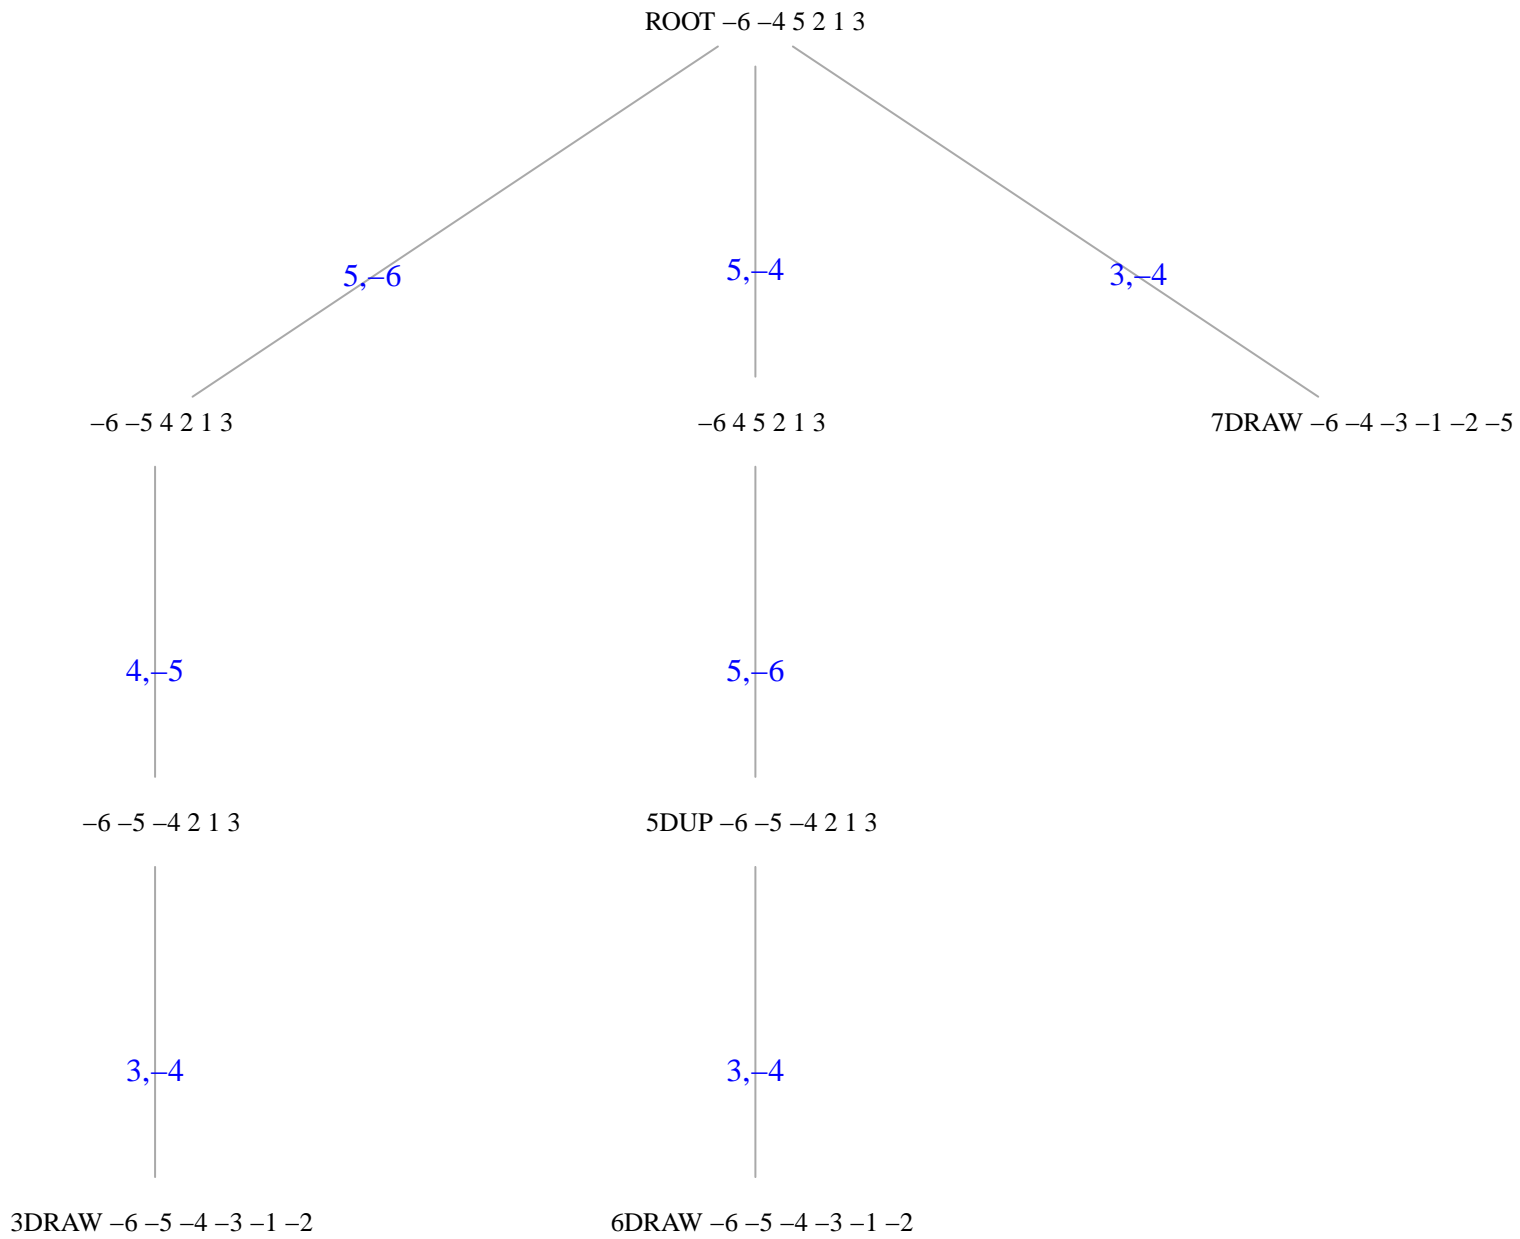 ROOT –6 –4 5 2 1 3
5,–6
5,–4
3,–4
–6 –5 4 2 1 3
–6 4 5 2 1 3
7DRAW –6 –4 –3 –1 –2 –5
4,–5
5,–6
–6 –5 –4 2 1 3
5DUP –6 –5 –4 2 1 3
3,–4
3,–4
3DRAW –6 –5 –4 –3 –1 –2
6DRAW –6 –5 –4 –3 –1 –2